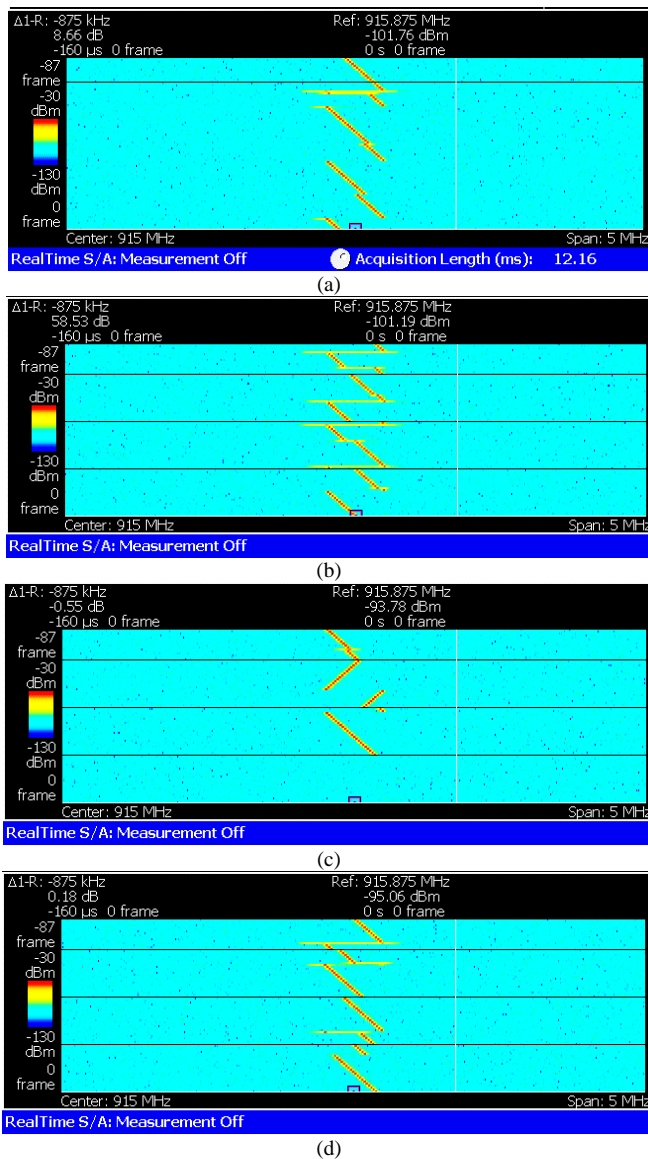 Δ1-R: -875 kHz Ref: 915.875 MHz
8.66 dB -101.76 dBm
-160 µs 0 frame 0 s 0 frame
-87
frame
-30
dBm
-130
dBm
0
frame
Center: 915 MHz Span: 5 MHz
RealTime S/A: Measurement Off Acquisition Length (ms): 12.16
(a)
Δ1-R: -875 kHz Ref: 915.875 MHz
58.53 dB -101.19 dBm
-160 µs 0 frame 0 s 0 frame
-87
frame
-30
dBm
-130
dBm
0
frame
Center: 915 MHz Span: 5 MHz
RealTime S/A: Measurement Off
(b)
Δ1-R: -875 kHz Ref: 915.875 MHz
-0.55 dB -93.78 dBm
-160 µs 0 frame 0 s 0 frame
-87
frame
-30
dBm
-130
dBm
0
frame
Center: 915 MHz Span: 5 MHz
RealTime S/A: Measurement Off
(c)
Δ1-R: -875 kHz Ref: 915.875 MHz
0.18 dB -95.06 dBm
-160 µs 0 frame 0 s 0 frame
-87
frame
-30
dBm
-130
dBm
0
frame
Center: 915 MHz Span: 5 MHz
RealTime S/A: Measurement Off
(d)